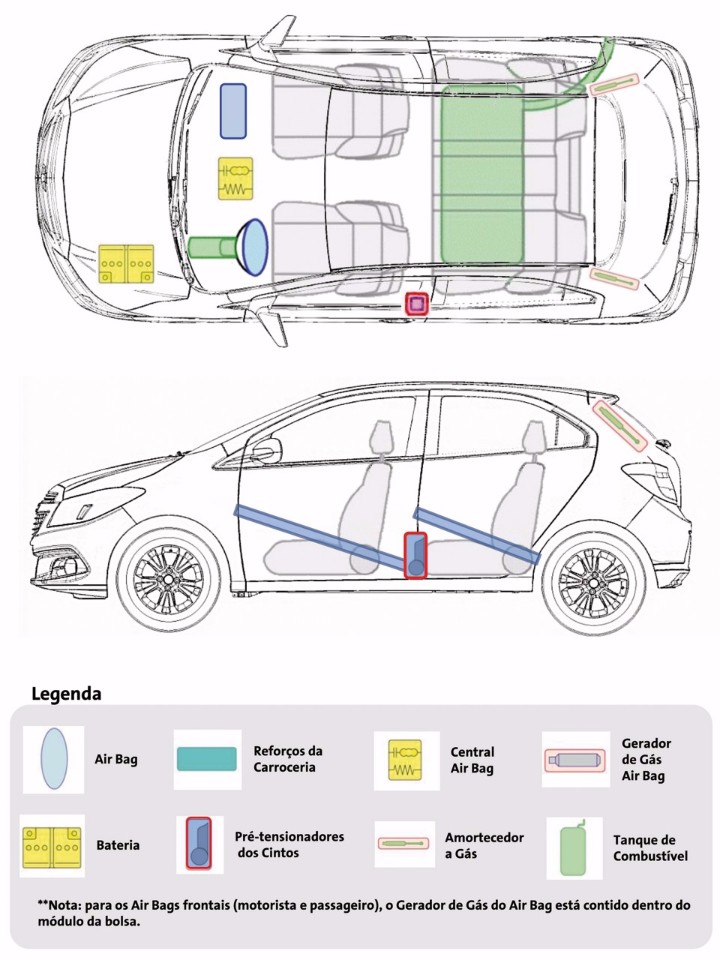 Legenda
Air Bag
Reforços da
Carroceria
Central
Air Bag
Gerador
de Gás
Air Bag
Bateria
Pré-tensionadores
dos Cintos
Amortecedor
a Gás
Tanque de
Combustível
**Nota: para os Air Bags frontais (motorista e passageiro), o Gerador de Gás do Air Bag está contido dentro do
módulo da bolsa.